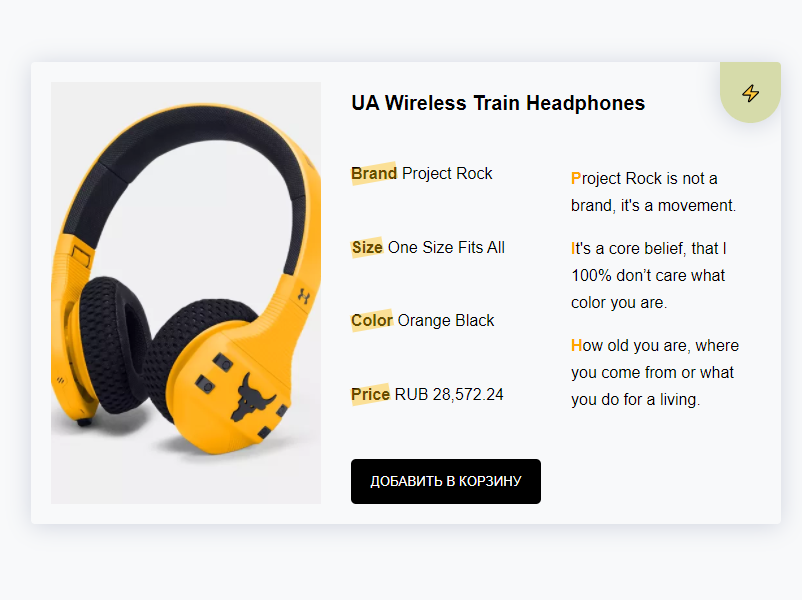 UA Wireless Train Headphones
Brand Project Rock
Size One Size Fits All
Color Orange Black
Price RUB 28,572.24
Project Rock is not a
brand, it's a movement.
It's a core belief, that I
100% don’t care what
color you are.
How old you are, where
you come from or what
you do for a living.
ДОБАВИТЬ В КОРЗИНУ